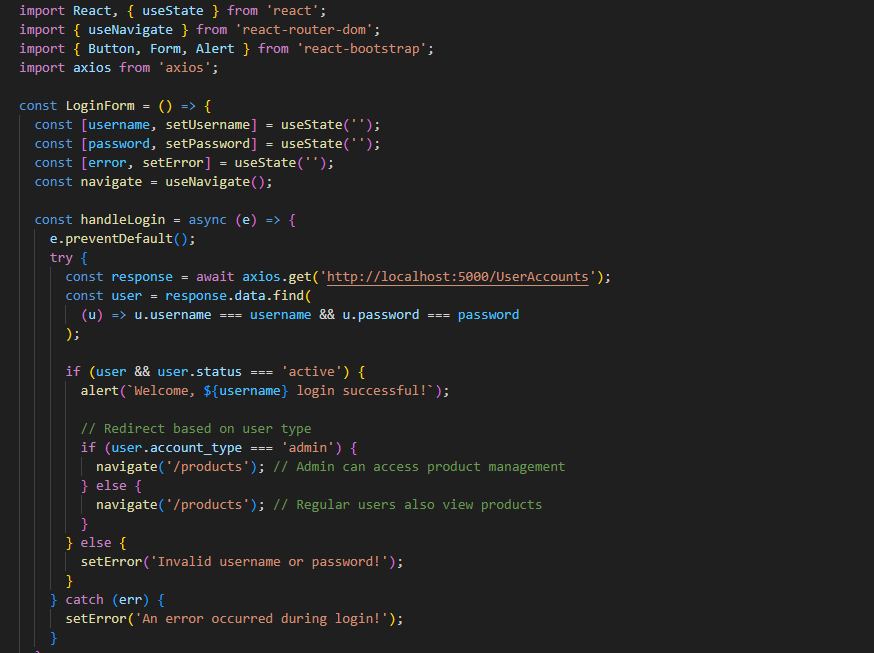 import React, { useState } from 'react';
import { useNavigate } from 'react-router-dom';
import { Button, Form, Alert } from 'react-bootstrap';
import axios from 'axios';

const LoginForm = () => {
  const [username, setUsername] = useState('');
  const [password, setPassword] = useState('');
  const [error, setError] = useState('');
  const navigate = useNavigate();

  const handleLogin = async (e) => {
    e.preventDefault();
    try {
      const response = await axios.get('http://localhost:5000/UserAccounts');
      const user = response.data.find(
        (u) => u.username === username && u.password === password
      );

      if (user && user.status === 'active') {
        alert(`Welcome, ${username} login successful!`);

        // Redirect based on user type
        if (user.account_type === 'admin') {
          navigate('/products'); // Admin can access product management
        } else {
          navigate('/products'); // Regular users also view products
        }
      } else {
        setError('Invalid username or password!');
      }
    } catch (err) {
      setError('An error occurred during login!');
    }